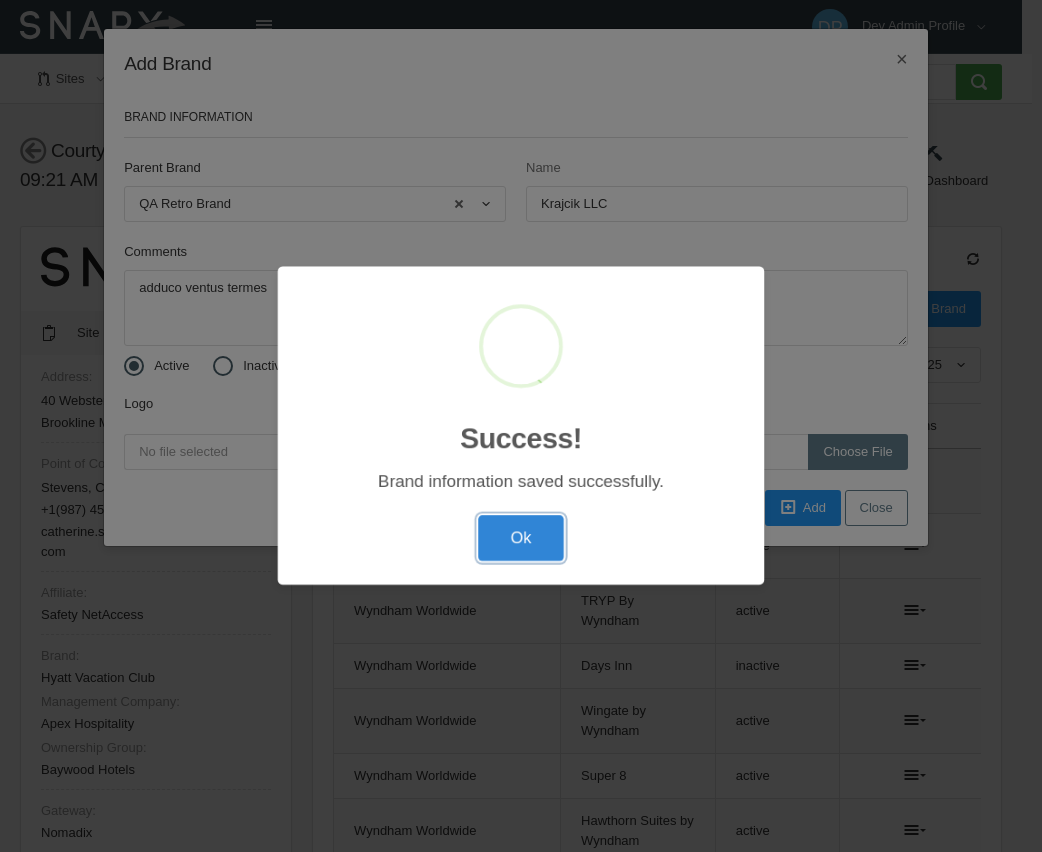 SNAP
DP Dev Admin Profile
Add Brand
×
Sites
BRAND INFORMATION
Courty
09:21 AM
Dashboard
Parent Brand
Name
QA Retro Brand
Krajcik LLC
Comments
adduco ventus termes
SN
Brand
Site
Active
25
Address:
40 Webste
Brookline M
Logo
No file selected
Choose File
Success!
Brand information saved successfully.
Ok
Point of Co
Stevens, C
+1(987) 45
catherine.s
com
Add
Close
Affiliate:
Safety NetAccess
Wyndham Worldwide
TRYP By
Wyndham
active
Brand:
Hyatt Vacation Club
Wyndham Worldwide
Days Inn
inactive
Management Company:
Apex Hospitality
Wyndham Worldwide
Wingate by
Wyndham
active
Ownership Group:
Baywood Hotels
Wyndham Worldwide
Super 8
active
Gateway:
Nomadix
Wyndham Worldwide
Hawthorn Suites by
Wyndham
active